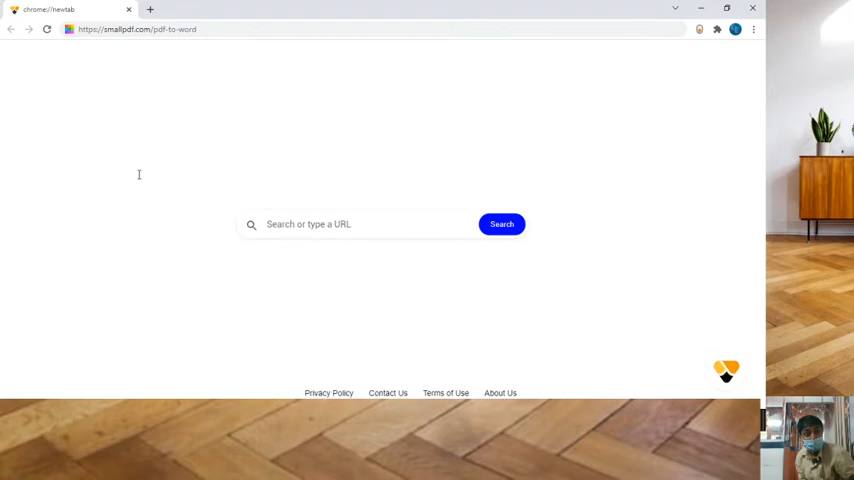 chrome://newtab
https://smallpdf.com/pdf-to-word
Search or type a URL
Search
Privacy Policy
Contact Us
Terms of Use
About Us